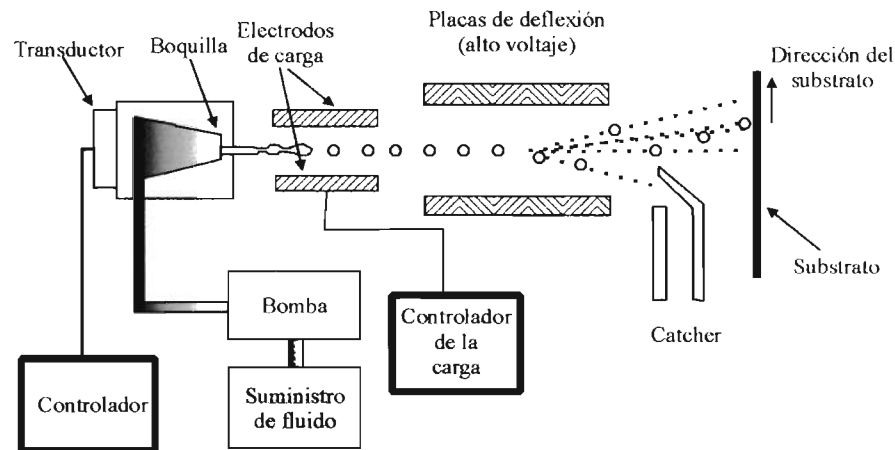 Transductor
Boquilla
Electrodos
de carga
Placas de deflexión
(alto voltaje)
Dirección del
substrato
Substrato
Catcher
Bomba
Controlador
de la
carga
Controlador
Suministro
de fluido